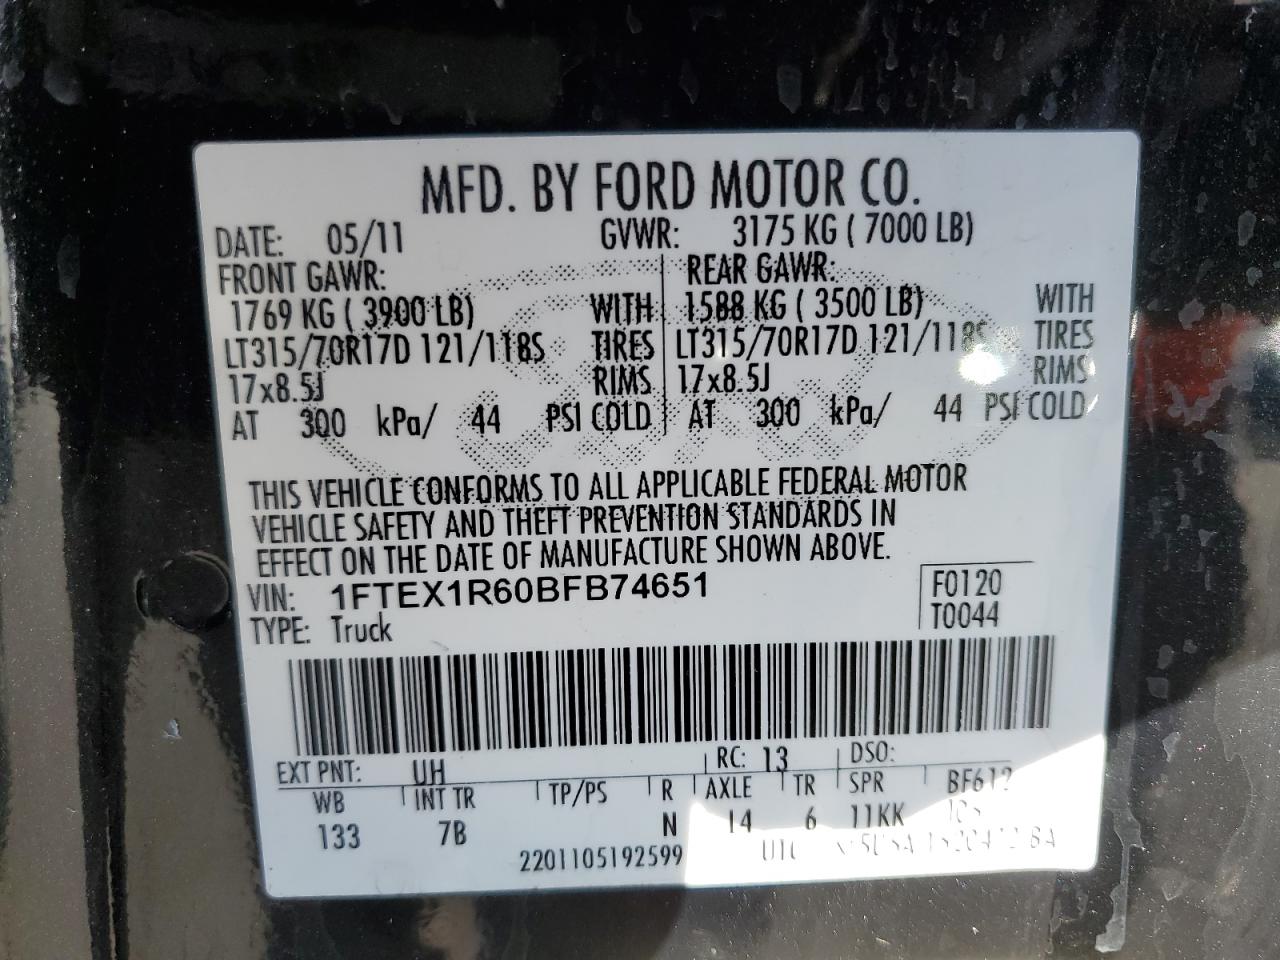 MFD. BY FORD MOTOR CO.
DATE: 05/11 GVWR: 3175 KG ( 7000 LB)
FRONT GAWR: REAR GAWR:
1769 KG ( 3900 LB) WITH 1588 KG ( 3500 LB) WITH
LT315/70R17D 121/118S TIRES LT315/70R17D 121/118S TIRES
17x8.5J RIMS 17x8.5J RIMS
AT 300 kPa/ 44 PSI COLD AT 300 kPa/ 44 PSI COLD
THIS VEHICLE CONFORMS TO ALL APPLICABLE FEDERAL MOTOR
VEHICLE SAFETY AND THEFT PREVENTION STANDARDS IN
EFFECT ON THE DATE OF MANUFACTURE SHOWN ABOVE.
VIN: 1FTEX1R60BFB74651 F0120
TYPE: Truck T0044
EXT PNT: UH RC: 13 DSO:
WB INT TR TP/PS R AXLE TR SPR BF612
133 7B N 14 6 11KK
2201105192599